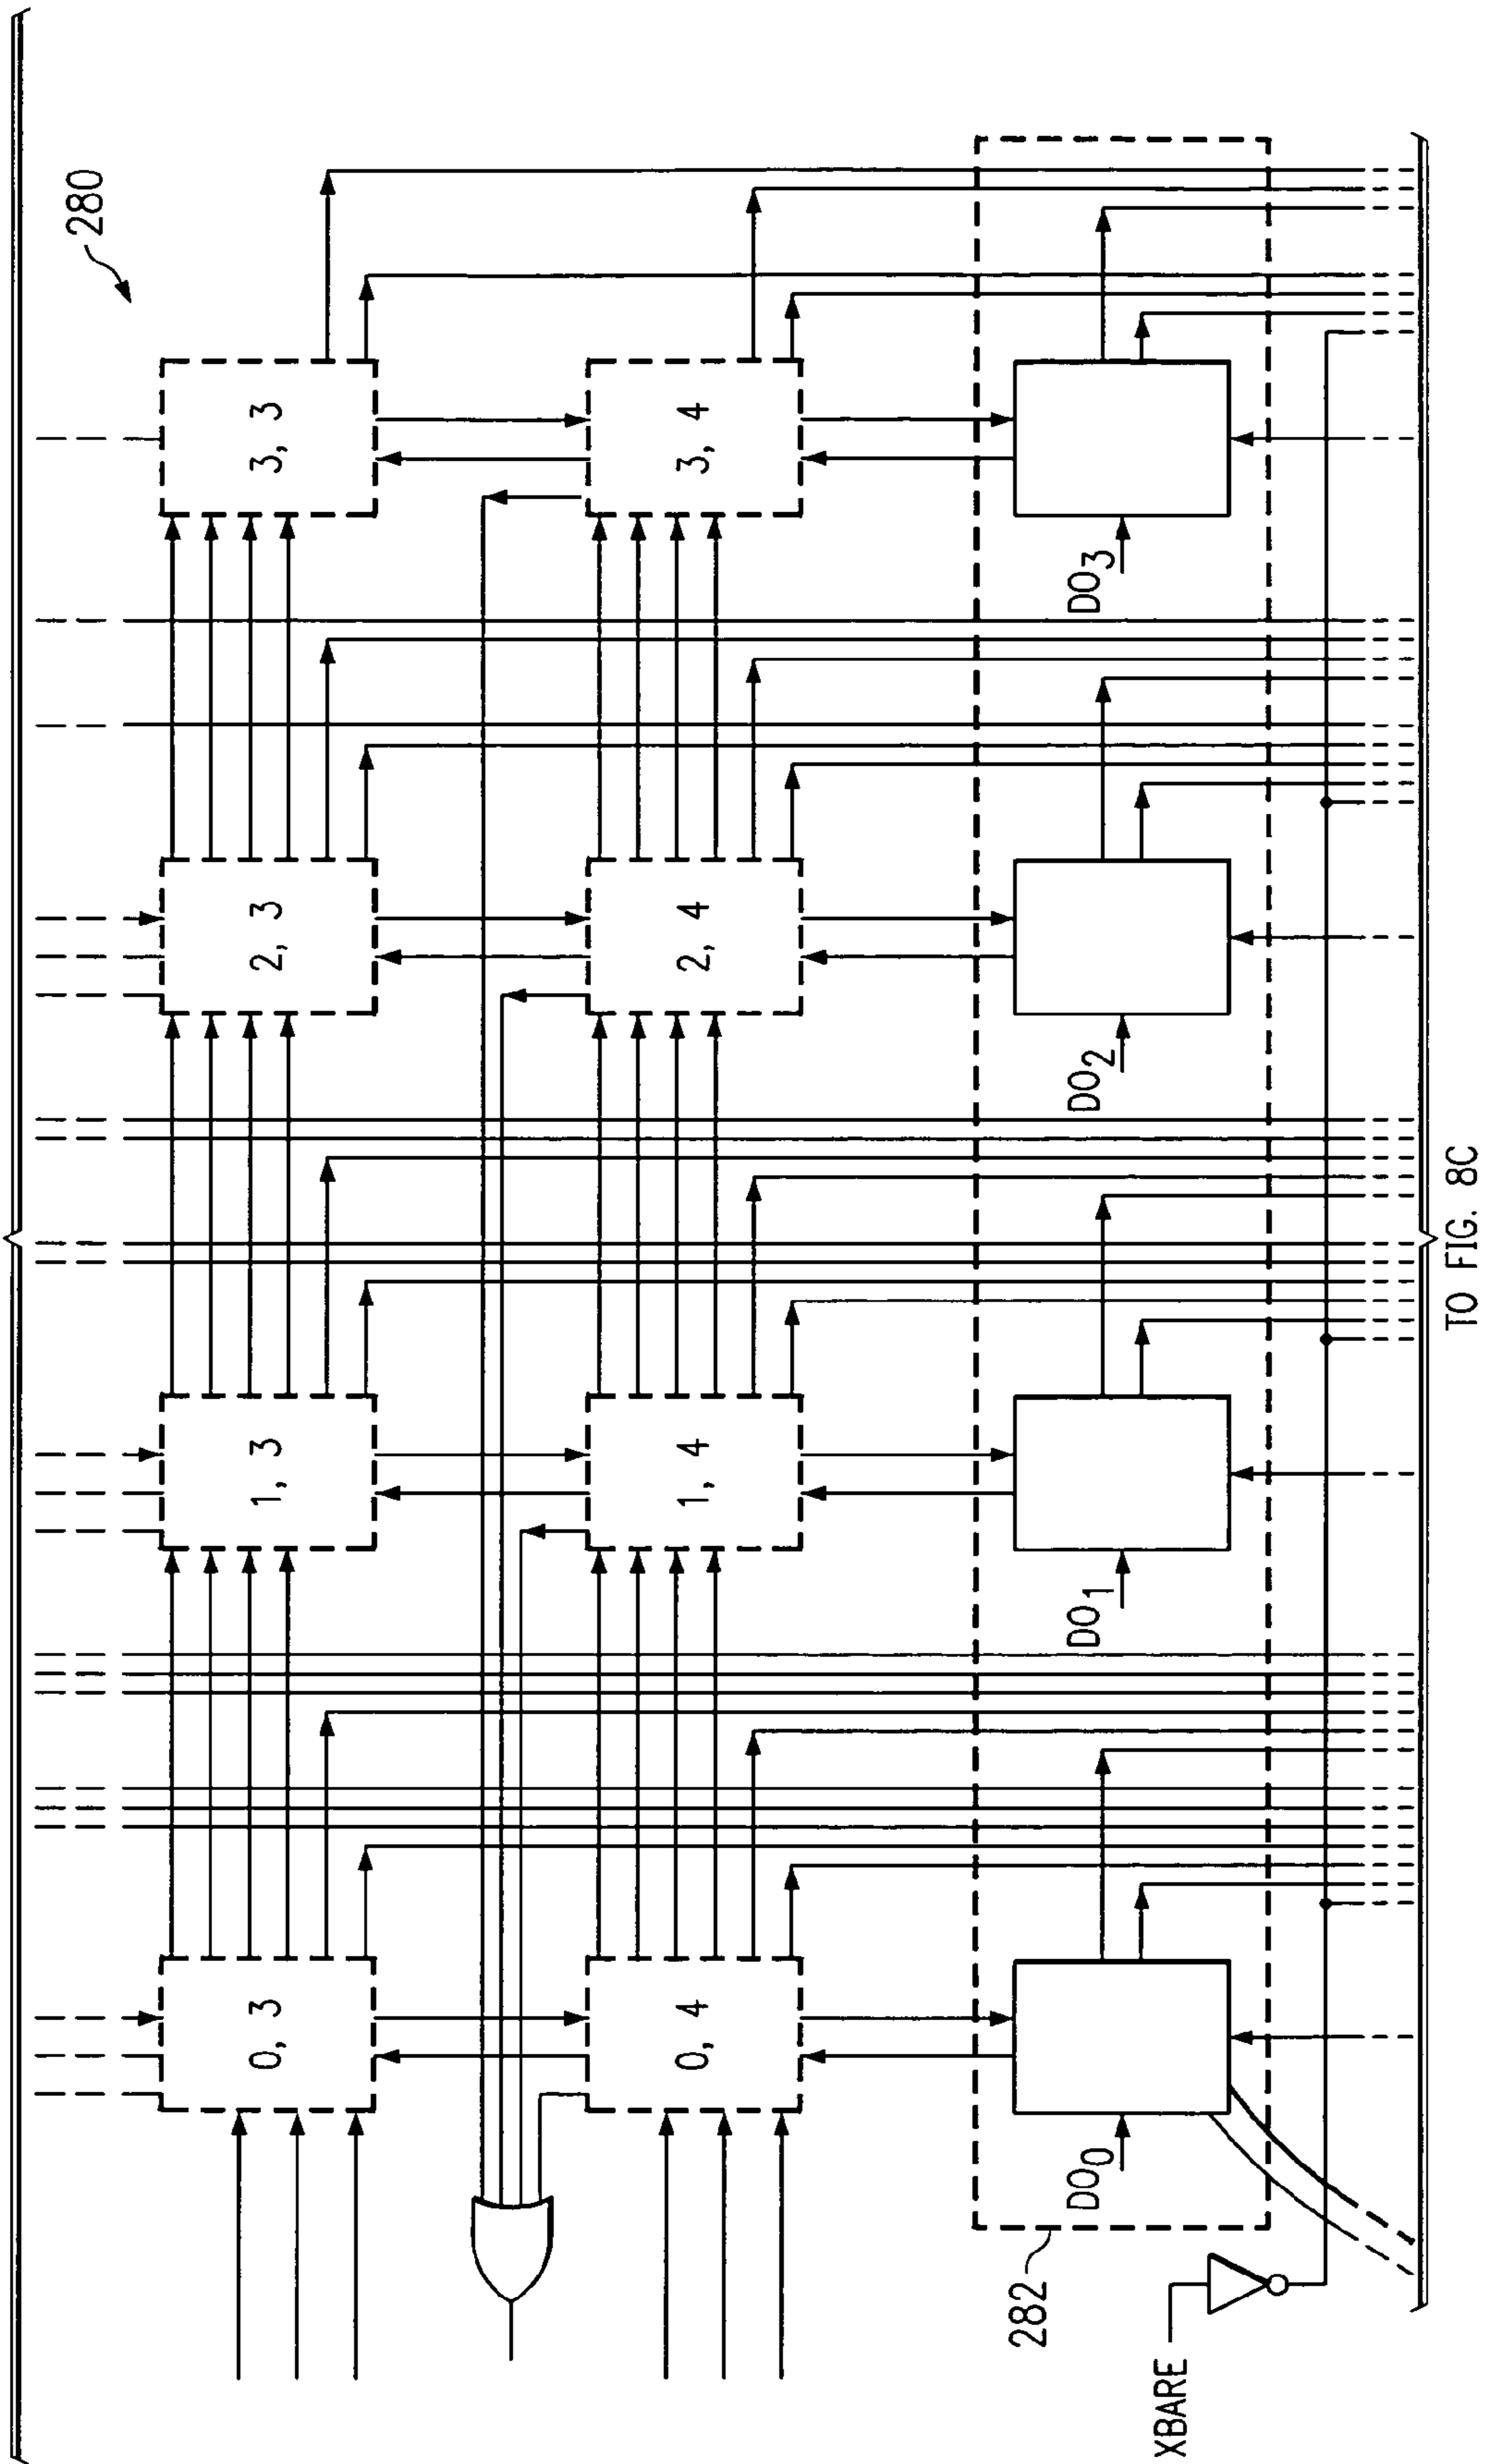 280
3, 3
3, 4
DO3
2, 3
2, 4
DO2
1, 3
1, 4
DO1
0, 3
0, 4
DO0
282
XBARE
TO FIG. 8C